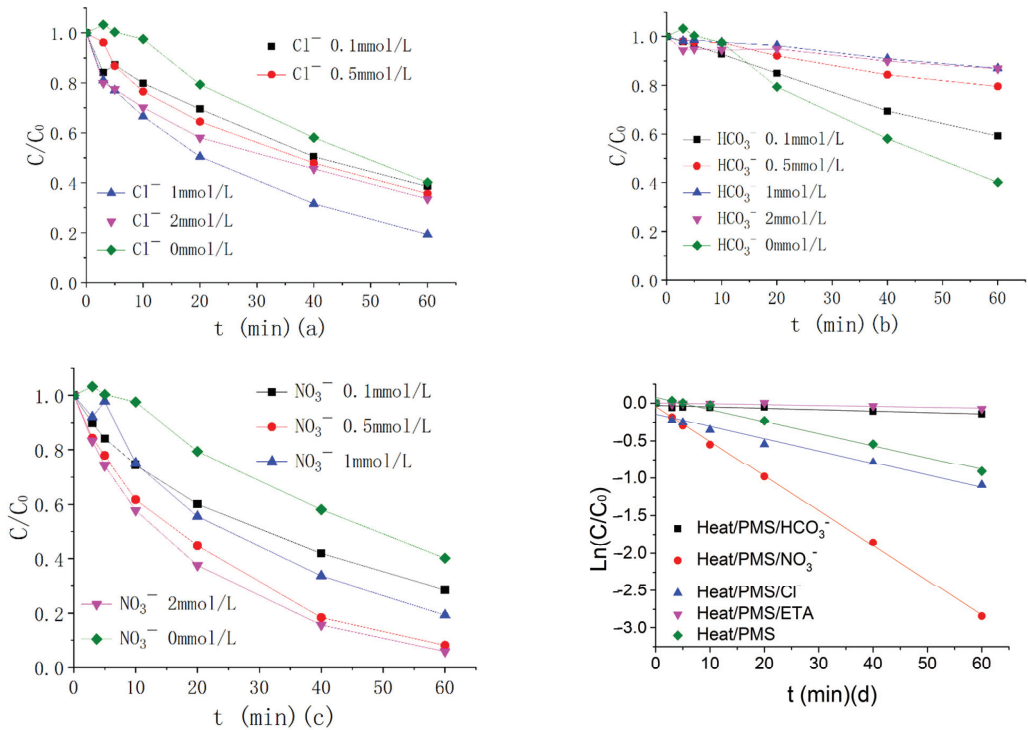 Cl⁻ 0.1mmol/L
Cl⁻ 0.5mmol/L
Cl⁻ 1mmol/L
Cl⁻ 2mmol/L
Cl⁻ 0mmol/L
C/C₀
1.0
0.8
0.6
0.4
0.2
0.0
0 10 20 30 40 50 60
t (min)(a)
HCO₃⁻ 0.1mmol/L
HCO₃⁻ 0.5mmol/L
HCO₃⁻ 1mmol/L
HCO₃⁻ 2mmol/L
HCO₃⁻ 0mmol/L
C/C₀
1.0
0.8
0.6
0.4
0.2
0.0
0 10 20 30 40 50 60
t (min)(b)
NO₃⁻ 0.1mmol/L
NO₃⁻ 0.5mmol/L
NO₃⁻ 1mmol/L
NO₃⁻ 2mmol/L
NO₃⁻ 0mmol/L
C/C₀
1.0
0.8
0.6
0.4
0.2
0.0
0 10 20 30 40 50 60
t (min)(c)
Ln(C/C₀)
0.0
−0.5
−1.0
−1.5
−2.0
−2.5
−3.0
Heat/PMS/HCO₃⁻
Heat/PMS/NO₃⁻
Heat/PMS/Cl⁻
Heat/PMS/ETA
Heat/PMS
0 10 20 30 40 50 60
t (min)(d)